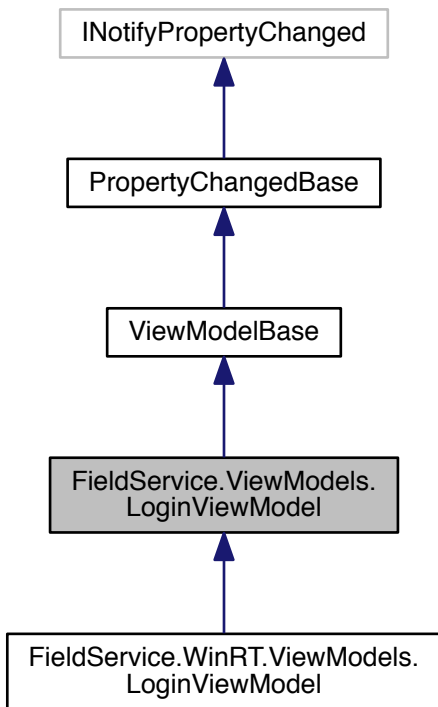 INotifyPropertyChanged
PropertyChangedBase
ViewModelBase
FieldService.ViewModels.
LoginViewModel
FieldService.WinRT.ViewModels.
LoginViewModel